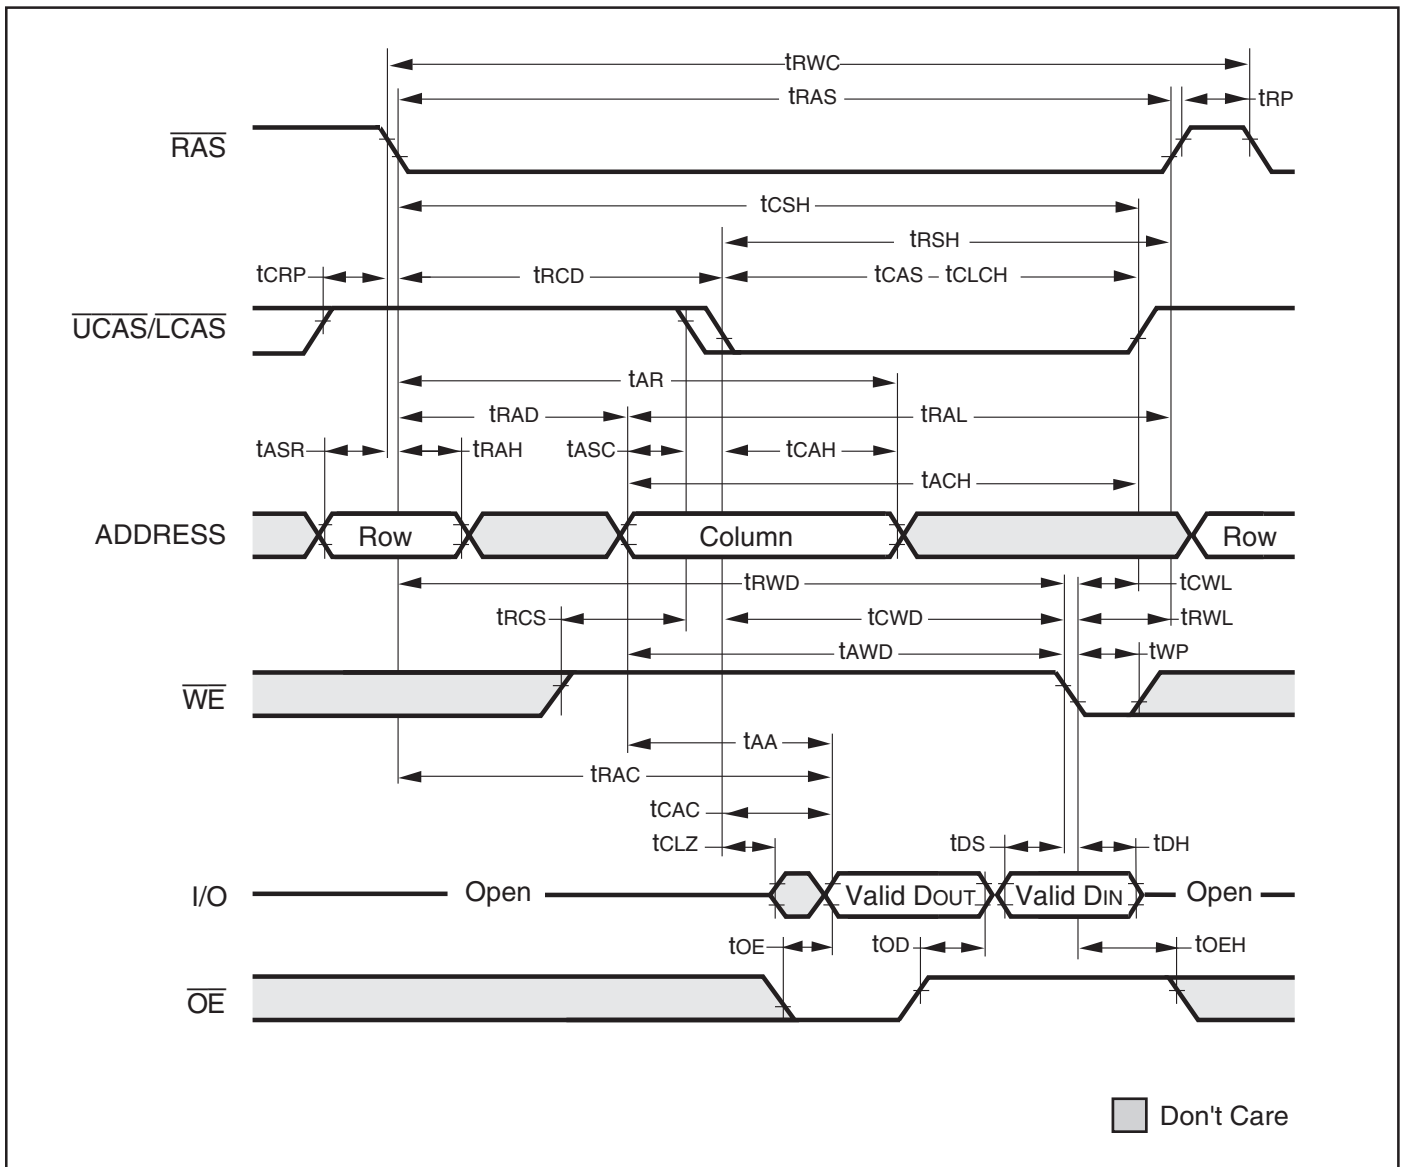 tRWC
tRAS
tRP
RAS
tCSH
tRSH
tCRP
tRCD
tCAS – tCLCH
UCAS/LCAS
tAR
tRAD
tRAL
tASR
tRAH
tASC
tCAH
tACH
ADDRESS
Row
Column
Row
tRWD
tCWL
tRCS
tCWD
tRWL
tAWD
tWP
WE
tAA
tRAC
tCAC
tCLZ
tDS
tDH
I/O
Open
Valid DOUT
Valid DIN
Open
tOE
tOD
tOEH
OE
Don't Care